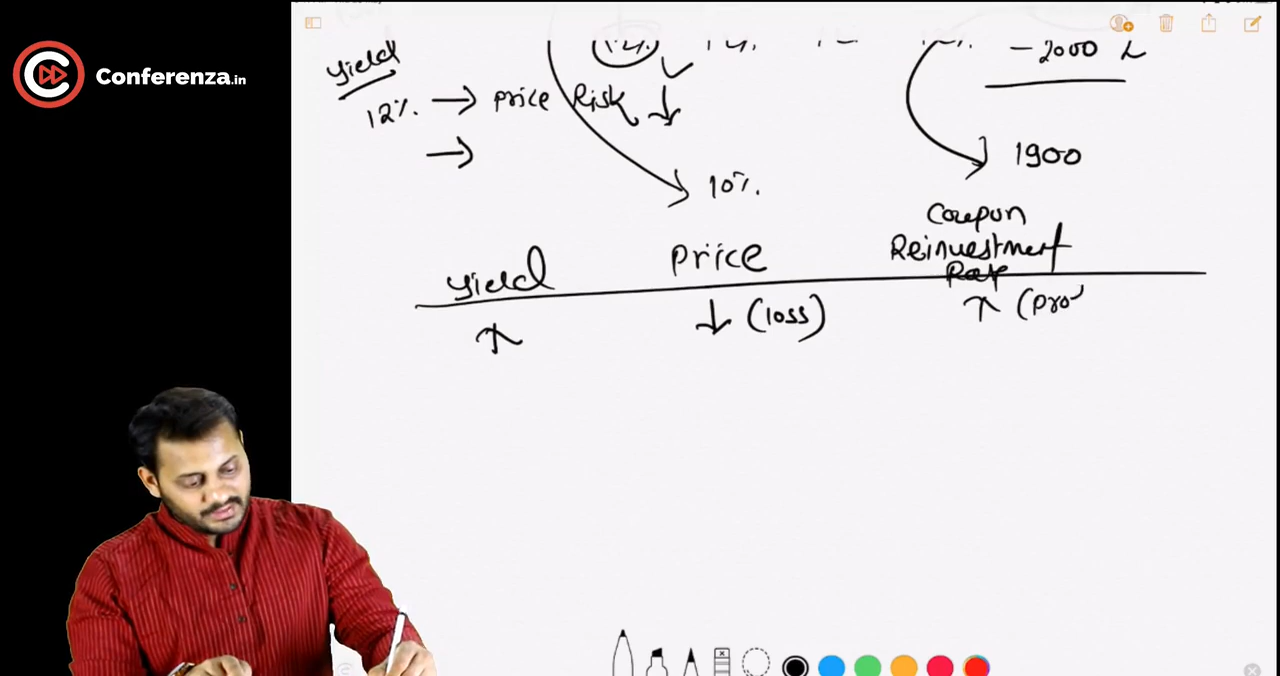 Conferenza.in
yield
12% → price Risk ↓
→
-2000 L
1900
10%.
yield
Price
Coupon
Reinvestment
Rate
↑
↓ (loss)
↑ (pro